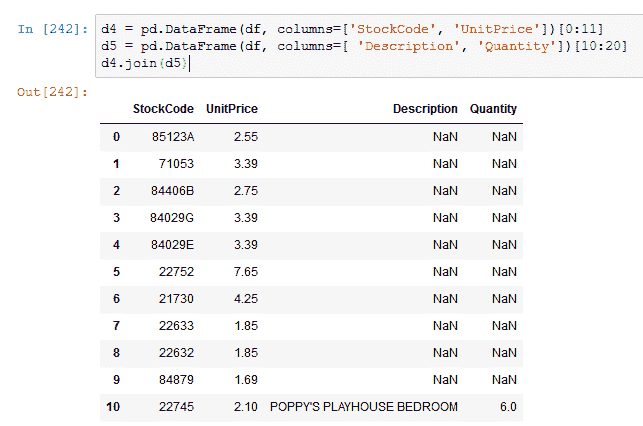 In [242]: d4 = pd.DataFrame(df, columns=['StockCode', 'UnitPrice'])[0:11]
d5 = pd.DataFrame(df, columns=[ 'Description', 'Quantity'])[10:20]
d4.join{d5}
Out[242]:
StockCode UnitPrice Description Quantity
0 85123A 2.55 NaN NaN
1 71053 3.39 NaN NaN
2 84406B 2.75 NaN NaN
3 84029G 3.39 NaN NaN
4 84029E 3.39 NaN NaN
5 22752 7.65 NaN NaN
6 21730 4.25 NaN NaN
7 22633 1.85 NaN NaN
8 22632 1.85 NaN NaN
9 84879 1.69 NaN NaN
10 22745 2.10 POPPY'S PLAYHOUSE BEDROOM 6.0